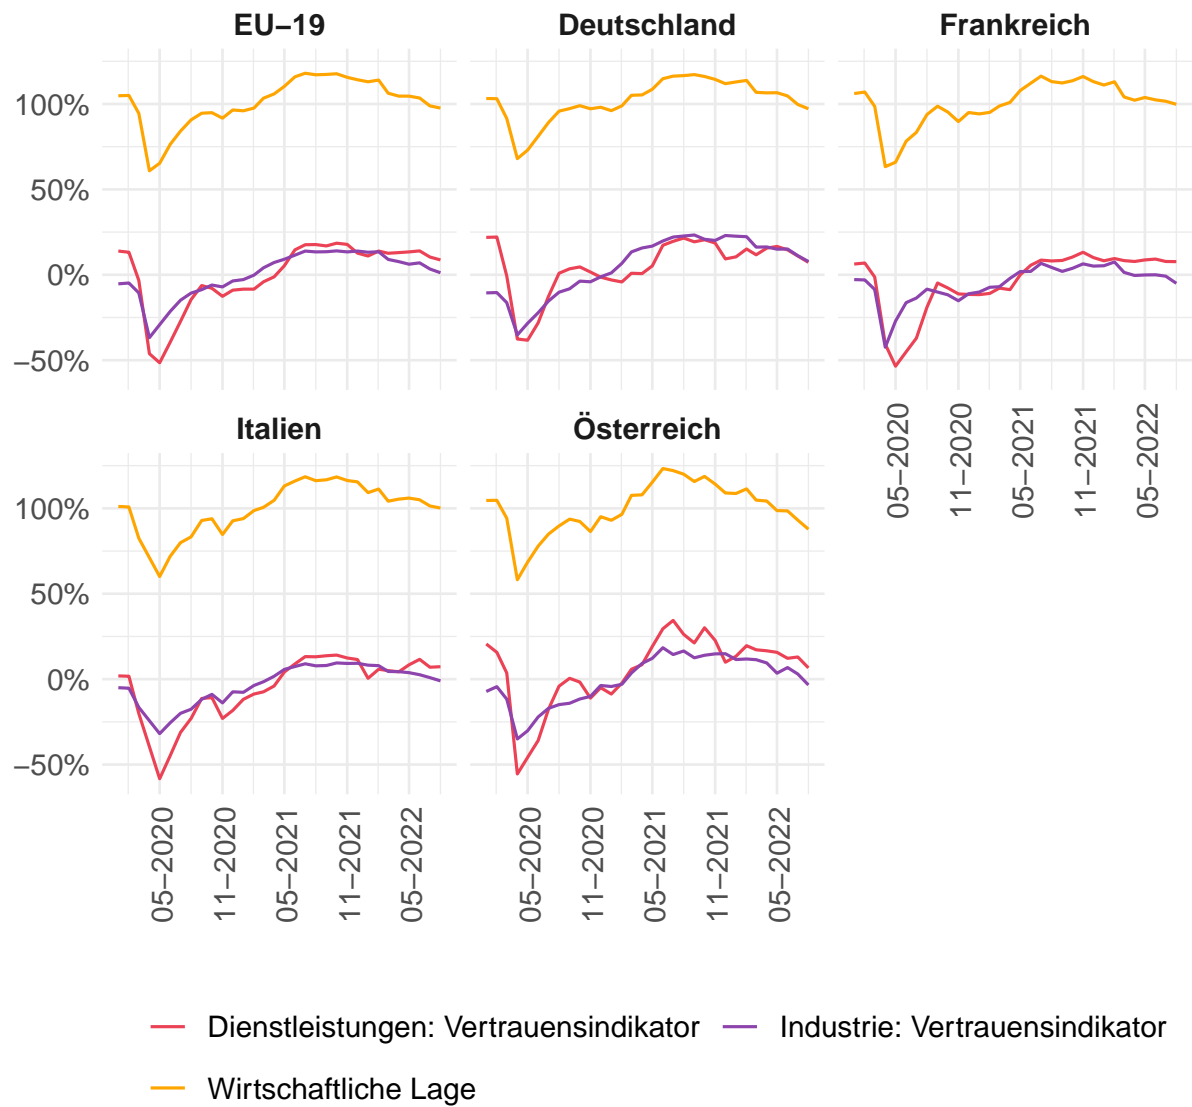 EU−19
Deutschland
Frankreich
100%
50%
0%
−50%
Italien
Österreich
05−2020
11−2020
05−2021
11−2021
05−2022
100%
50%
0%
−50%
05−2020
11−2020
05−2021
11−2021
05−2022
05−2020
11−2020
05−2021
11−2021
05−2022
Dienstleistungen: Vertrauensindikator
Industrie: Vertrauensindikator
Wirtschaftliche Lage